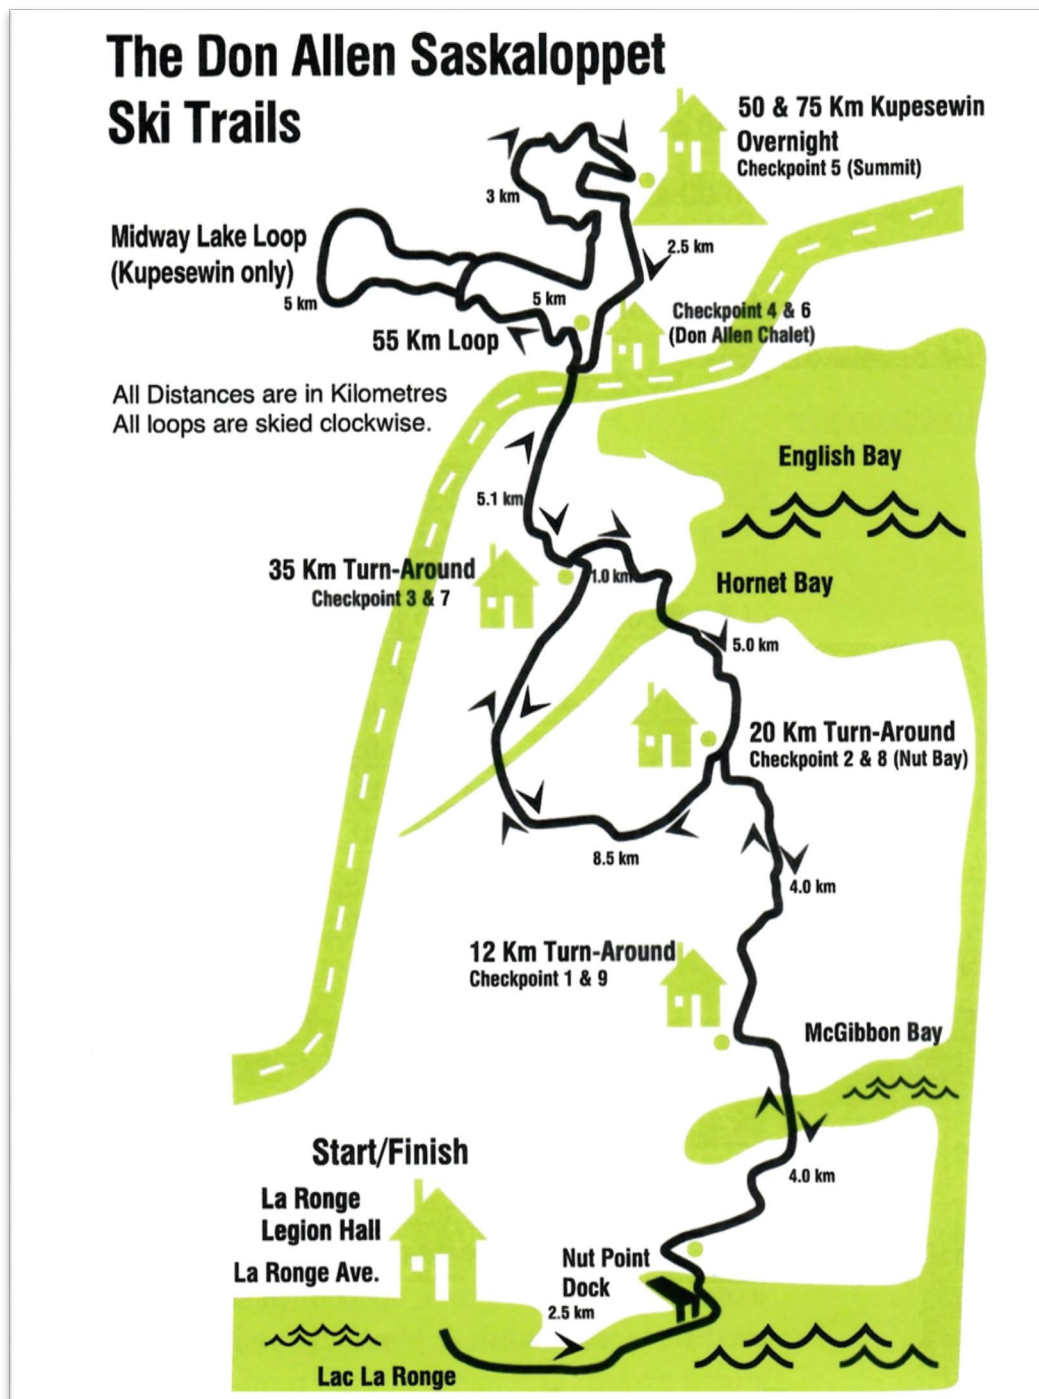 The Don Allen Saskaloppet
Ski Trails
50 & 75 Km Kupesewin
Overnight
Checkpoint 5 (Summit)
3 km
Midway Lake Loop
(Kupesewin only)
2.5 km
5 km
5 km
Checkpoint 4 & 6
(Don Allen Chalet)
55 Km Loop
All Distances are in Kilometres
All loops are skied clockwise.
English Bay
5.1 km
35 Km Turn-Around
Checkpoint 3 & 7
1.0 km
Hornet Bay
5.0 km
20 Km Turn-Around
Checkpoint 2 & 8 (Nut Bay)
8.5 km
4.0 km
12 Km Turn-Around
Checkpoint 1 & 9
McGibbon Bay
Start/Finish
4.0 km
La Ronge
Legion Hall
La Ronge Ave.
Nut Point
Dock
2.5 km
Lac La Ronge